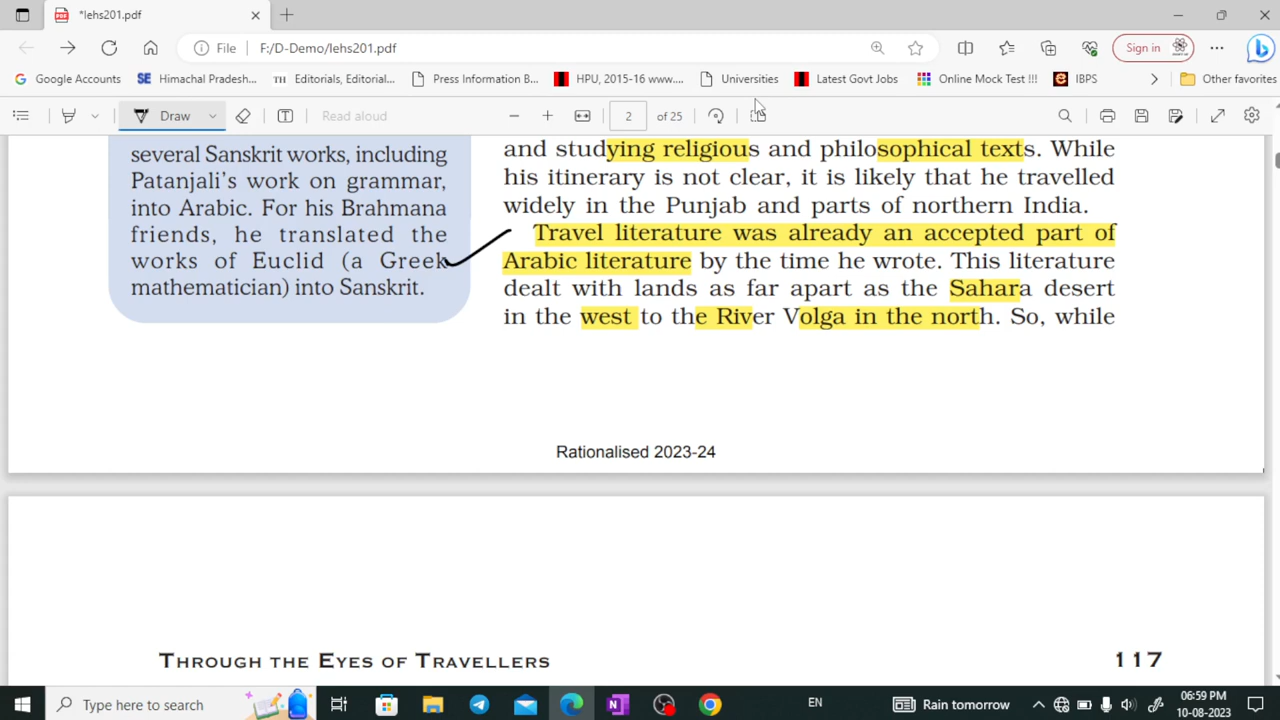 *lehs201.pdf
File
F:/D-Demo/lehs201.pdf
Sign in
Google Accounts
SE Himachal Pradesh...
TH Editorials, Editorial...
Press Information B...
HPU, 2015-16 www....
Universities
Latest Govt Jobs
Online Mock Test !!!
IBPS
Other favorites
Draw
Read aloud
2 of 25
several Sanskrit works, including
Patanjali's work on grammar,
into Arabic. For his Brahmana
friends, he translated the
works of Euclid (a Greek
mathematician) into Sanskrit.
and studying religious and philosophical texts. While
his itinerary is not clear, it is likely that he travelled
widely in the Punjab and parts of northern India.
Travel literature was already an accepted part of
Arabic literature by the time he wrote. This literature
dealt with lands as far apart as the Sahara desert
in the west to the River Volga in the north. So, while
Rationalised 2023-24
THROUGH THE EYES OF TRAVELLERS
117
Type here to search
EN
Rain tomorrow
06:59 PM
10-08-2023